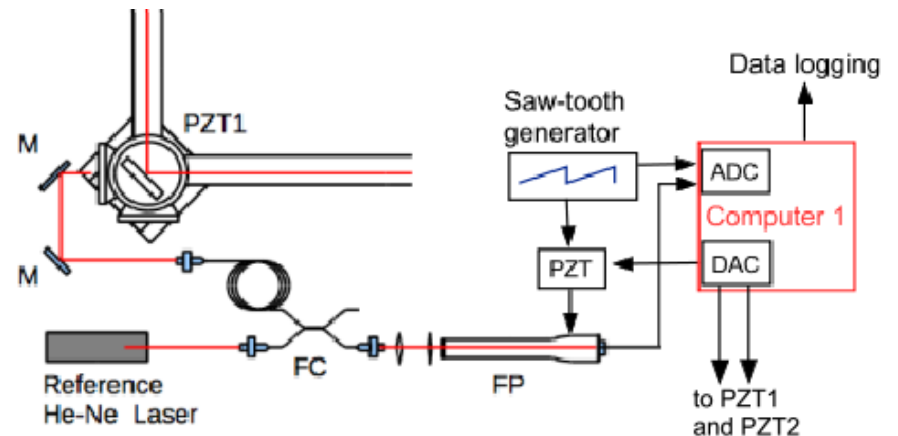 Data logging
Saw-tooth
generator
PZT1
M
ADC
Computer 1
M
PZT
DAC
FC
FP
Reference
He-Ne Laser
to PZT1
and PZT2